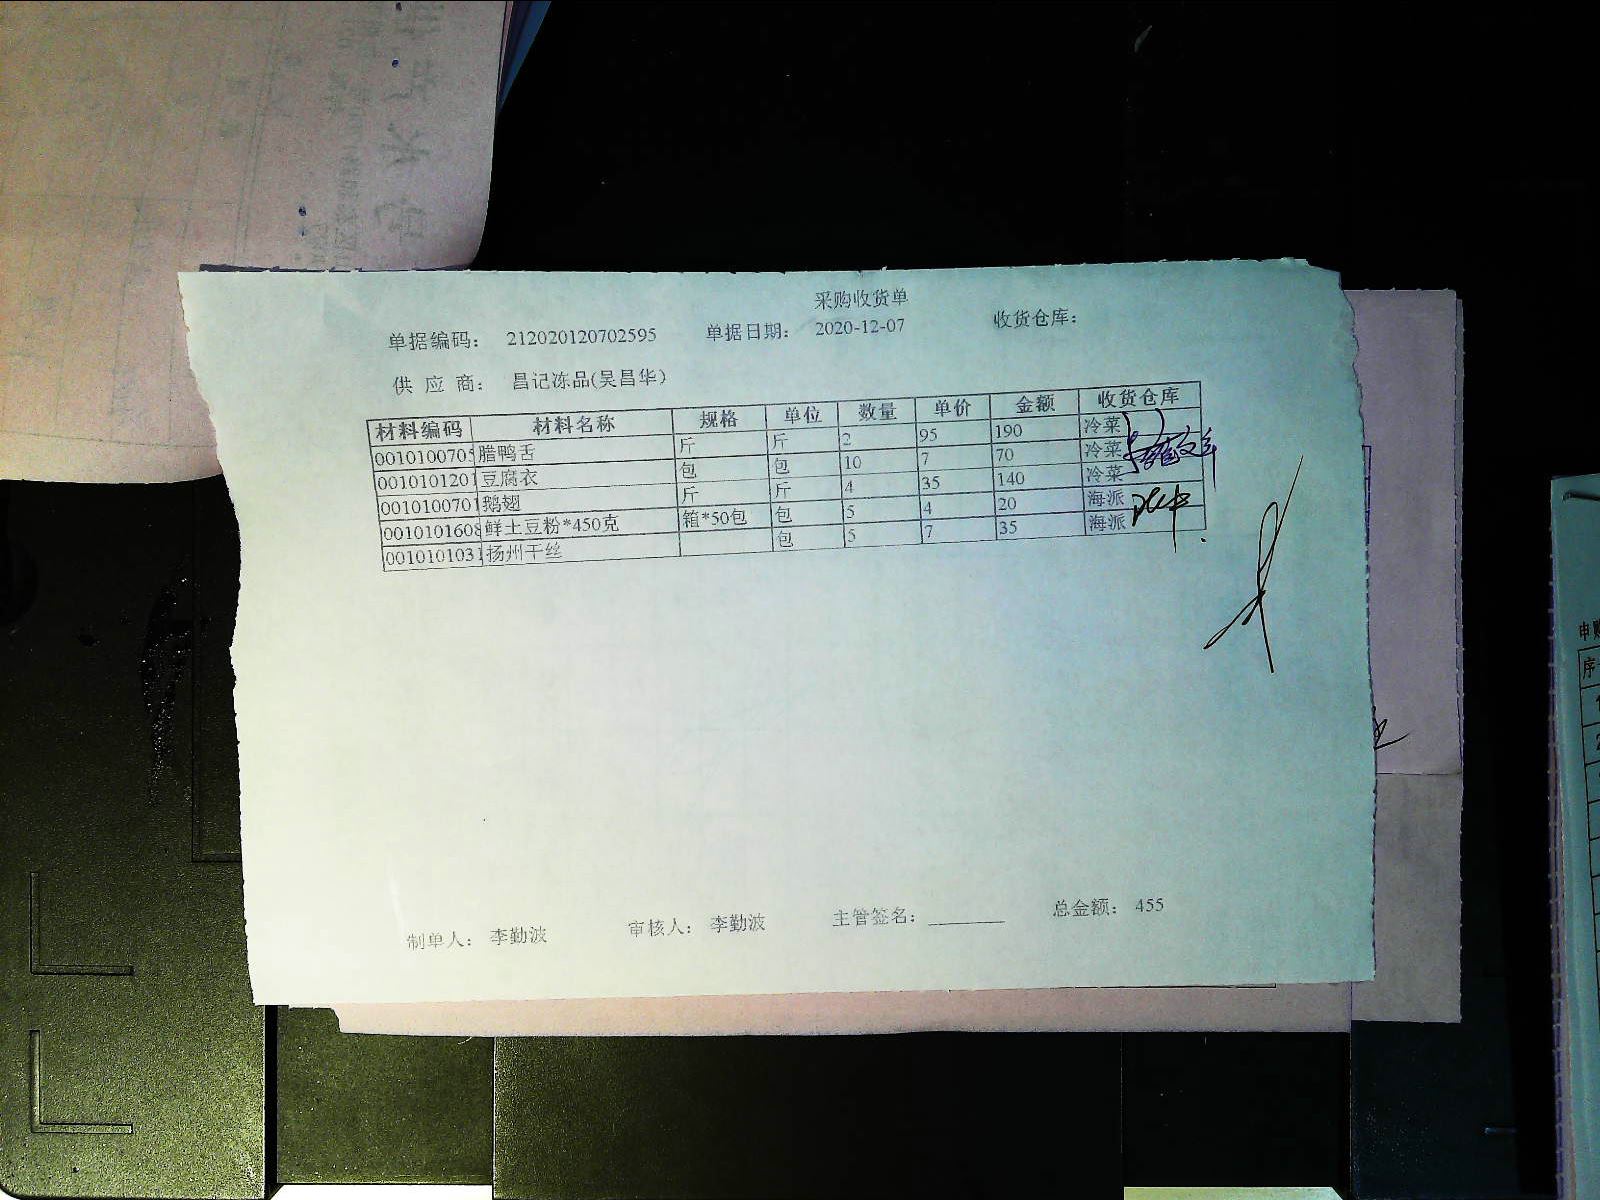 采购收货单
单据编码： 212020120702595 单据日期： 2020-12-07 收货仓库：
供 应 商： 昌记冻品(吴昌华)
材料编码 材料名称 规格 单位 数量 单价 金额 收货仓库
0010100705 腊鸭舌 斤 斤 2 95 190 冷菜
0010101201 豆腐衣 包 包 10 7 70 冷菜
0010100701 鹅翅 斤 斤 4 35 140 冷菜
0010101608 鲜土豆粉*450克 箱*50包 包 5 4 20 海派
0010101031 扬州干丝 包 5 7 35 海派
制单人： 李勤波 审核人： 李勤波 主管签名： 总金额： 455
序